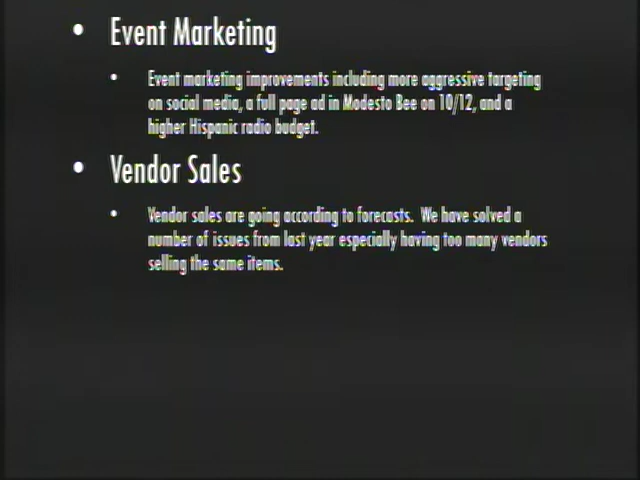 • Event Marketing
• Event marketing improvements including more aggressive targeting
on social media, a full page ad in Modesto Bee on 10/12, and a
higher Hispanic radio budget.
• Vendor Sales
• Vendor sales are going according to forecasts. We have solved a
number of issues from last year especially having too many vendors
selling the same items.